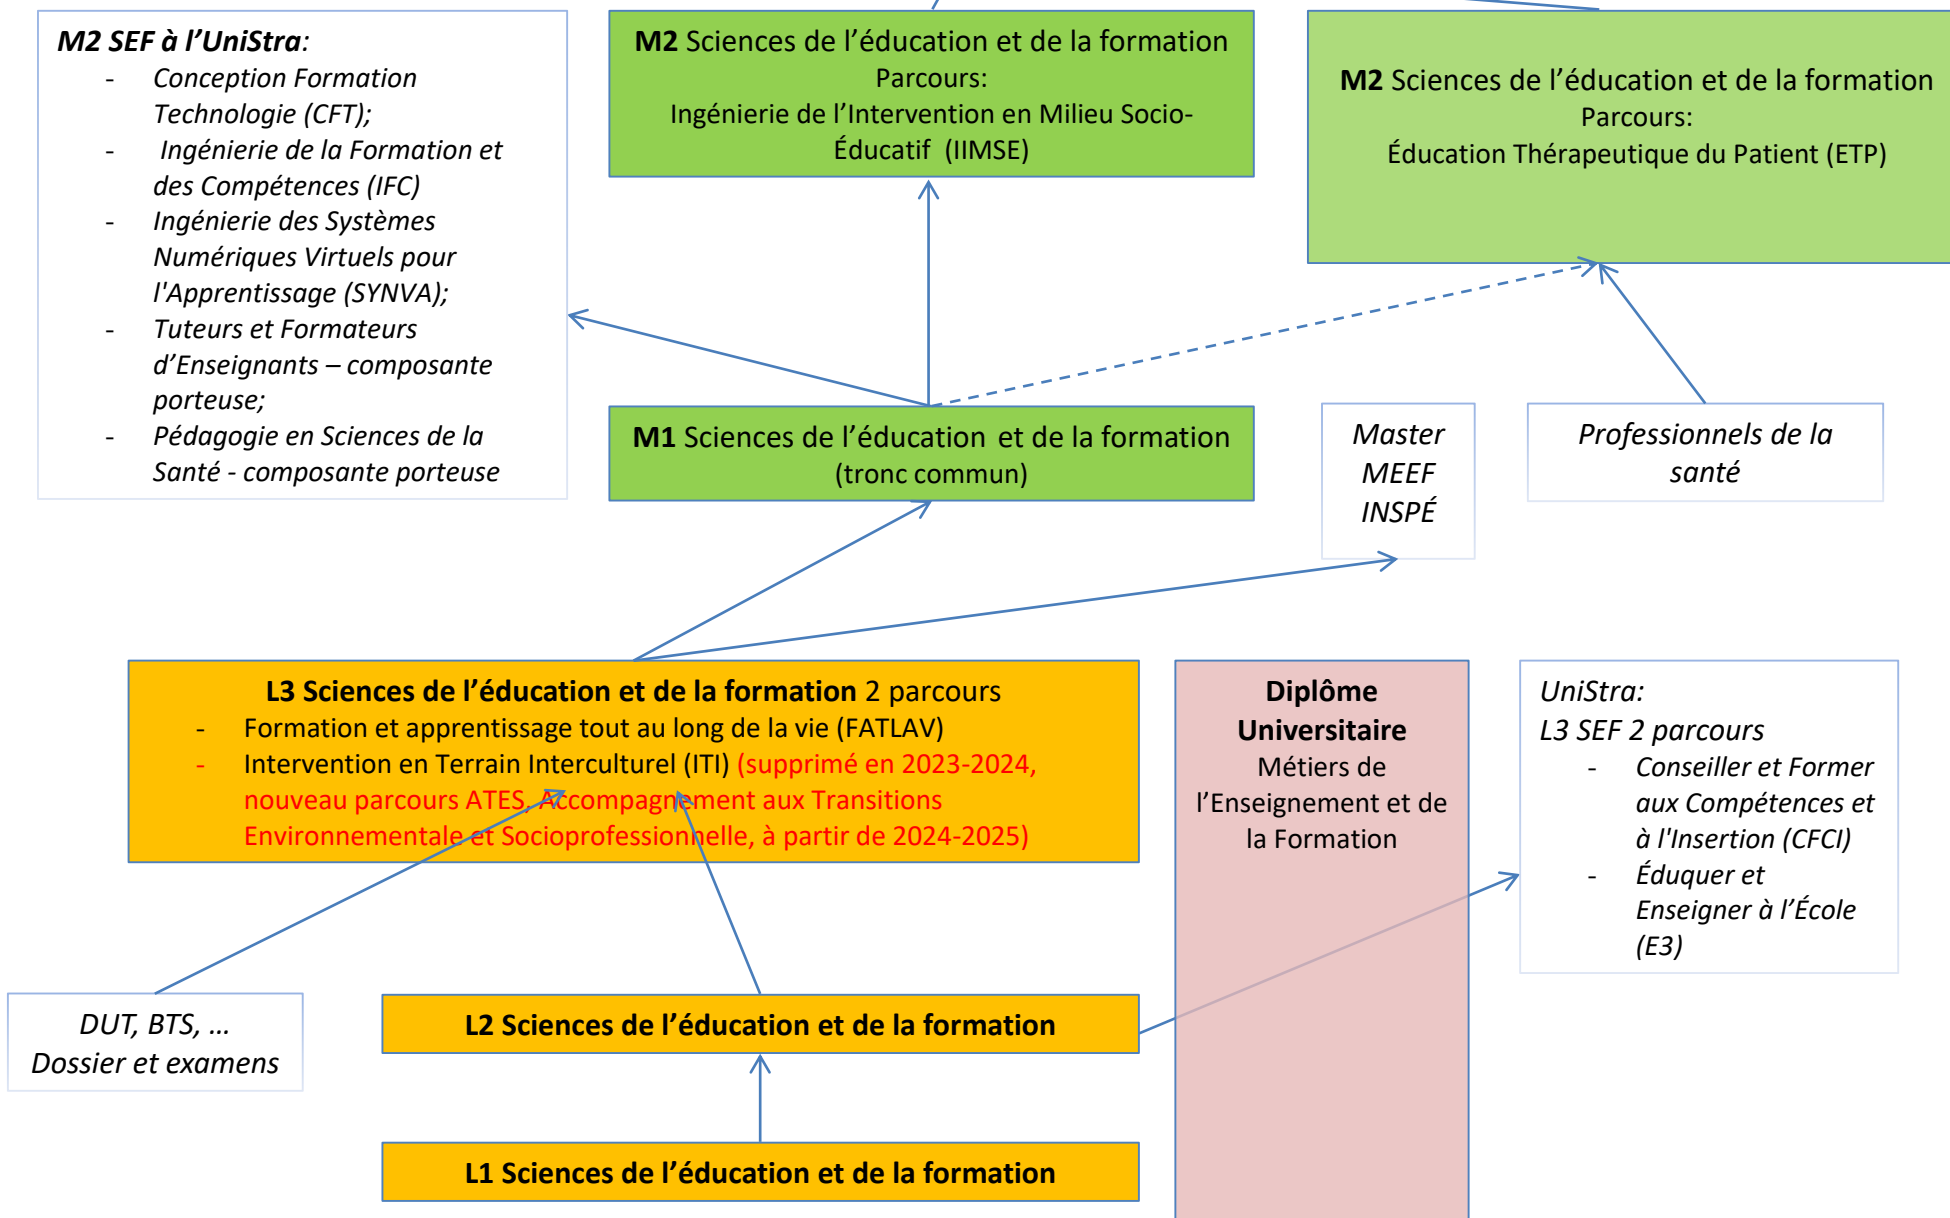 M2 SEF à l’UniStra:
- Conception Formation
Technologie (CFT);
- Ingénierie de la Formation et
des Compétences (IFC)
- Ingénierie des Systèmes
Numériques Virtuels pour
l'Apprentissage (SYNVA);
- Tuteurs et Formateurs
d’Enseignants – composante
porteuse;
- Pédagogie en Sciences de la
Santé - composante porteuse
M2 Sciences de l’éducation et de la formation
Parcours:
Ingénierie de l’Intervention en Milieu Socio-
Éducatif (IIMSE)
M2 Sciences de l’éducation et de la formation
Parcours:
Éducation Thérapeutique du Patient (ETP)
M1 Sciences de l’éducation et de la formation
(tronc commun)
Master
MEEF
INSPÉ
Professionnels de la
santé
L3 Sciences de l’éducation et de la formation 2 parcours
- Formation et apprentissage tout au long de la vie (FATLAV)
- Intervention en Terrain Interculturel (ITI) (supprimé en 2023-2024,
nouveau parcours ATES, Accompagnement aux Transitions
Environnementale et Socioprofessionnelle, à partir de 2024-2025)
Diplôme
Universitaire
Métiers de
l’Enseignement et de
la Formation
UniStra:
L3 SEF 2 parcours
- Conseiller et Former
aux Compétences et
à l'Insertion (CFCI)
- Éduquer et
Enseigner à l’École
(E3)
DUT, BTS, ...
Dossier et examens
L2 Sciences de l’éducation et de la formation
L1 Sciences de l’éducation et de la formation